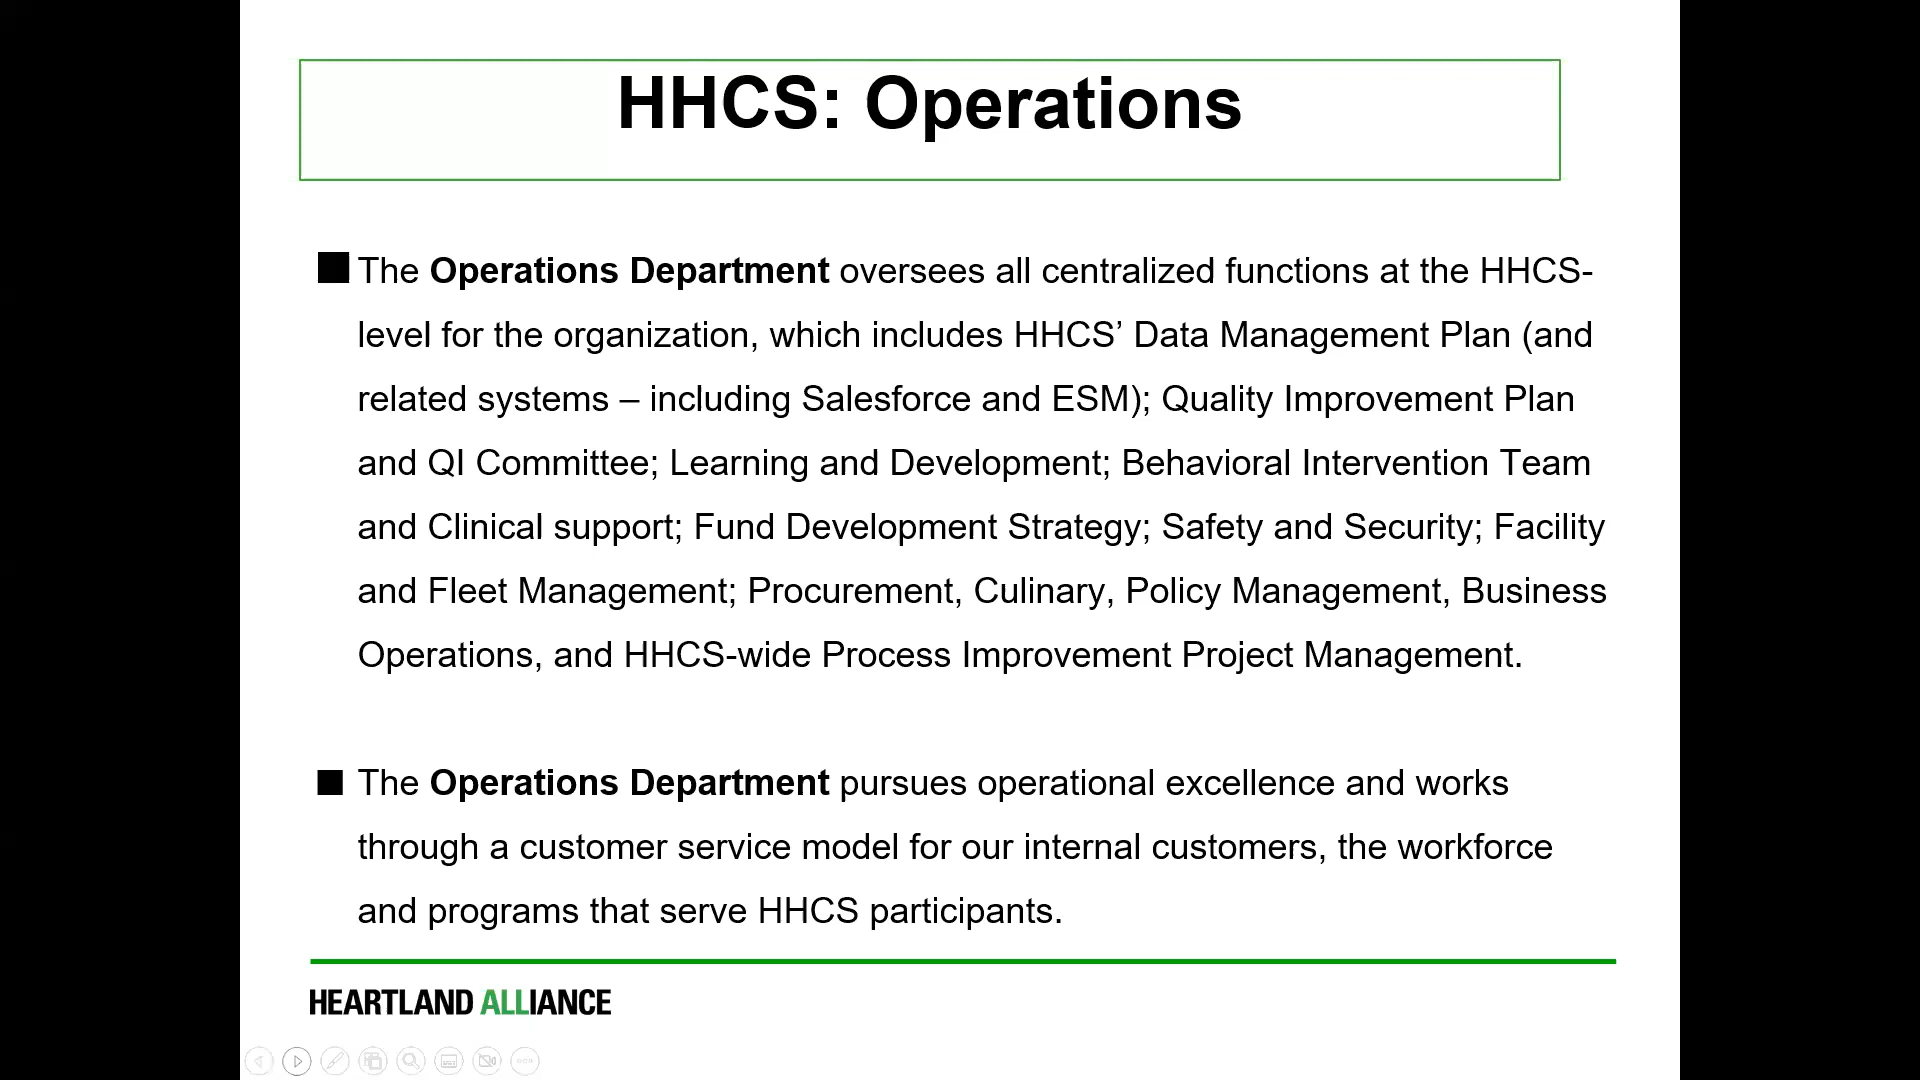 HHCS: Operations
The Operations Department oversees all centralized functions at the HHCS-
level for the organization, which includes HHCS’ Data Management Plan (and
related systems – including Salesforce and ESM); Quality Improvement Plan
and QI Committee; Learning and Development; Behavioral Intervention Team
and Clinical support; Fund Development Strategy; Safety and Security; Facility
and Fleet Management; Procurement, Culinary, Policy Management, Business
Operations, and HHCS-wide Process Improvement Project Management.
The Operations Department pursues operational excellence and works
through a customer service model for our internal customers, the workforce
and programs that serve HHCS participants.
HEARTLAND ALLIANCE